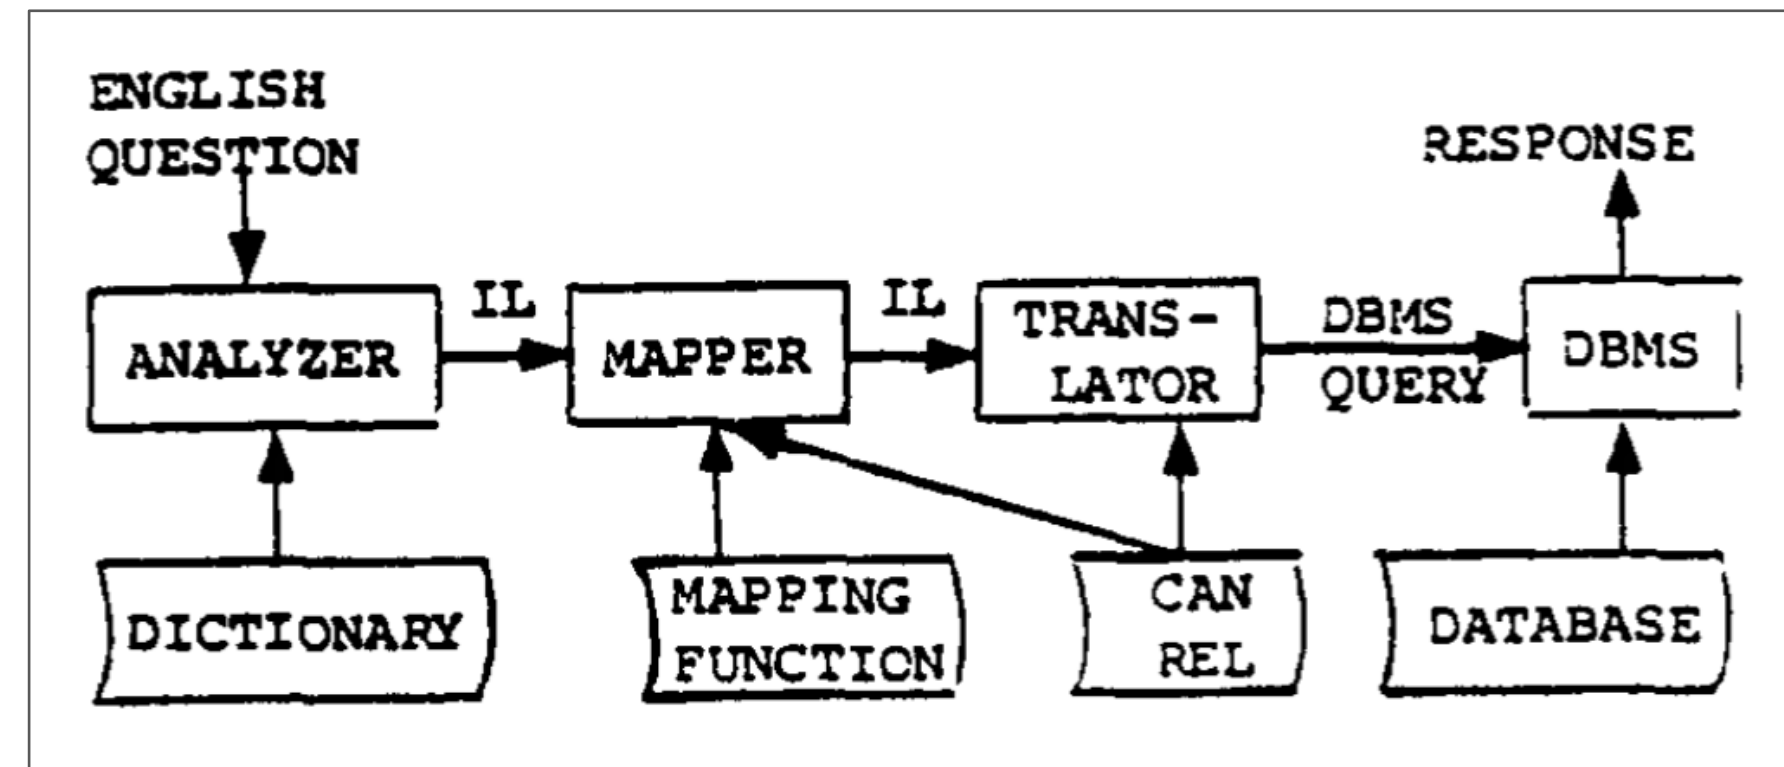 ENGLISH
QUESTION
RESPONSE
IL
IL
ANALYZER
MAPPER
TRANS-
LATOR
DBMS
QUERY
DBMS
DICTIONARY
MAPPING
FUNCTION
CAN
REL
DATABASE